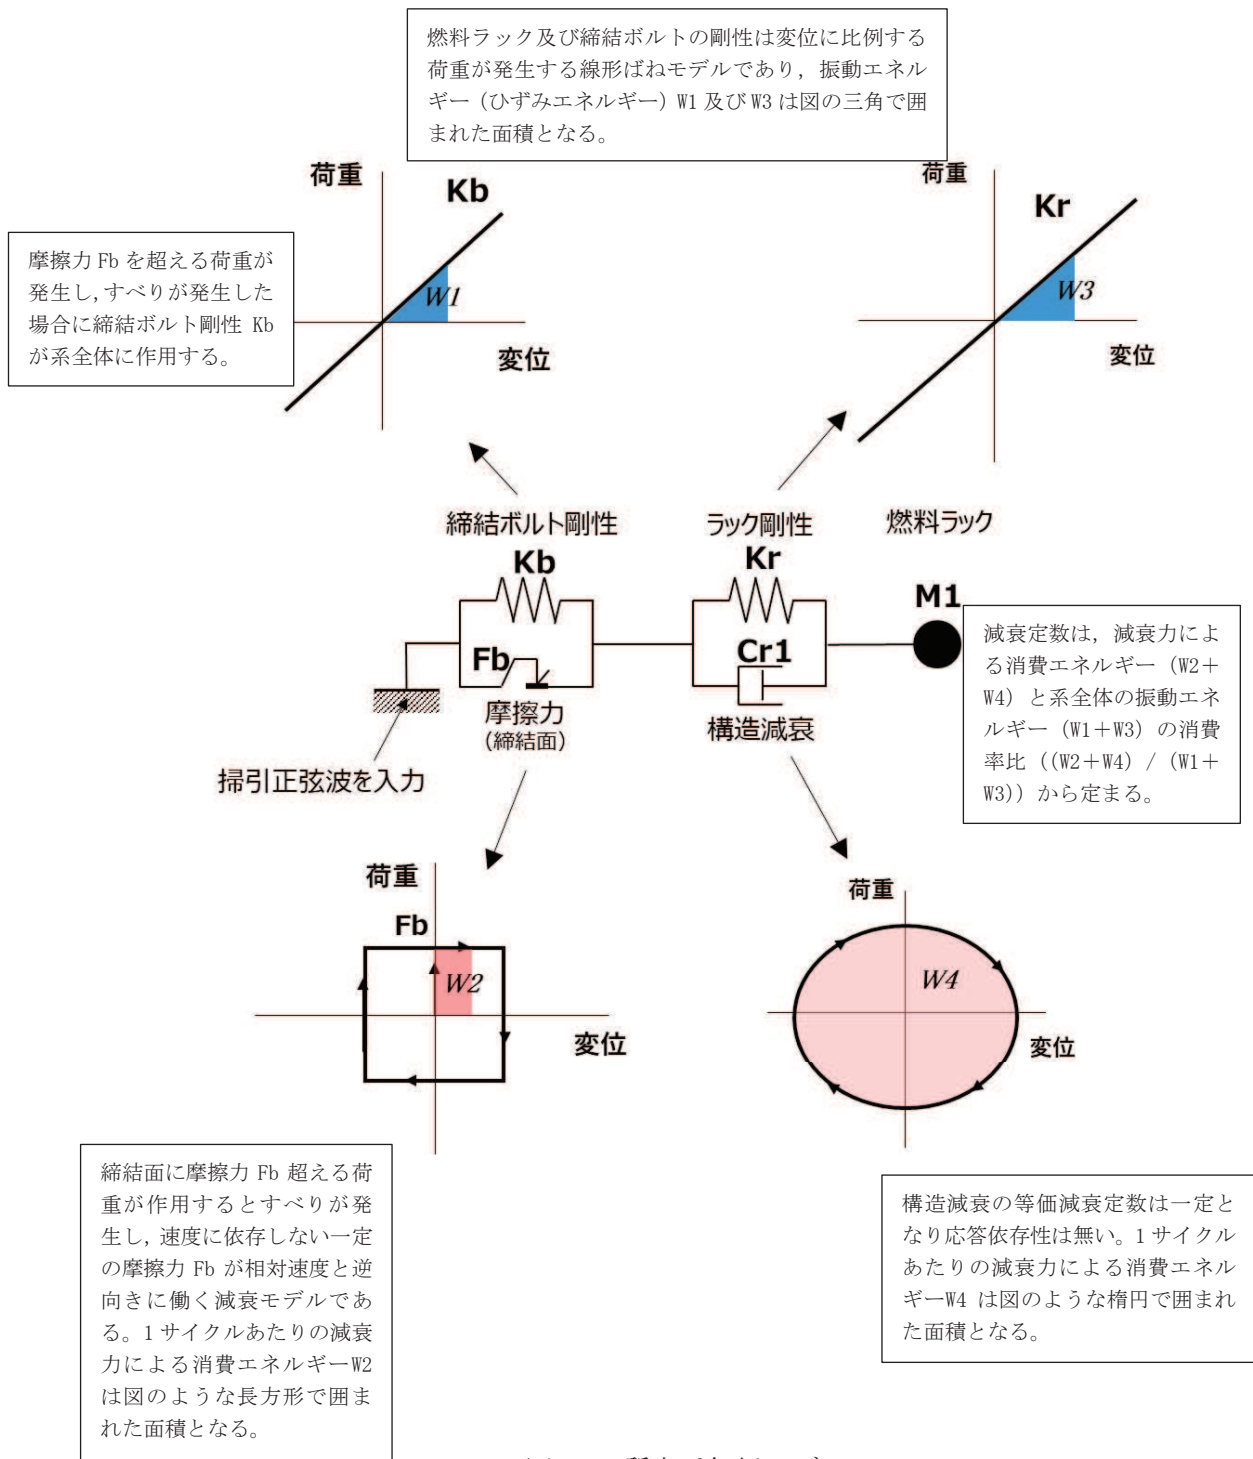 燃料ラック及び締結ボルトの剛性は変位に比例する
荷重が発生する線形ばねモデルであり，振動エネル
ギー（ひずみエネルギー）W1 及び W3 は図の三角で囲
まれた面積となる。
荷重
Kb
W1
変位
荷重
Kr
W3
変位
摩擦力 Fb を超える荷重が
発生し,すべりが発生した
場合に締結ボルト剛性 Kb
が系全体に作用する。
締結ボルト剛性
Kb
ラック剛性
Kr
燃料ラック
M1
Fb
摩擦力
（締結面）
Cr1
構造減衰
掃引正弦波を入力
減衰定数は，減衰力によ
る消費エネルギー（W2＋
W4）と系全体の振動エネ
ルギー（W1＋W3）の消費
率比（(W2＋W4）/（W1＋
W3)）から定まる。
荷重
Fb
W2
変位
荷重
W4
変位
締結面に摩擦力 Fb 超える荷
重が作用するとすべりが発
生し,速度に依存しない一定
の摩擦力 Fb が相対速度と逆
向きに働く減衰モデルであ
る。1 サイクルあたりの減衰
力による消費エネルギーW2
は図のような長方形で囲ま
れた面積となる。
構造減衰の等価減衰定数は一定と
なり応答依存性は無い。1 サイクル
あたりの減衰力による消費エネル
ギーW4 は図のような楕円で囲まれ
た面積となる。